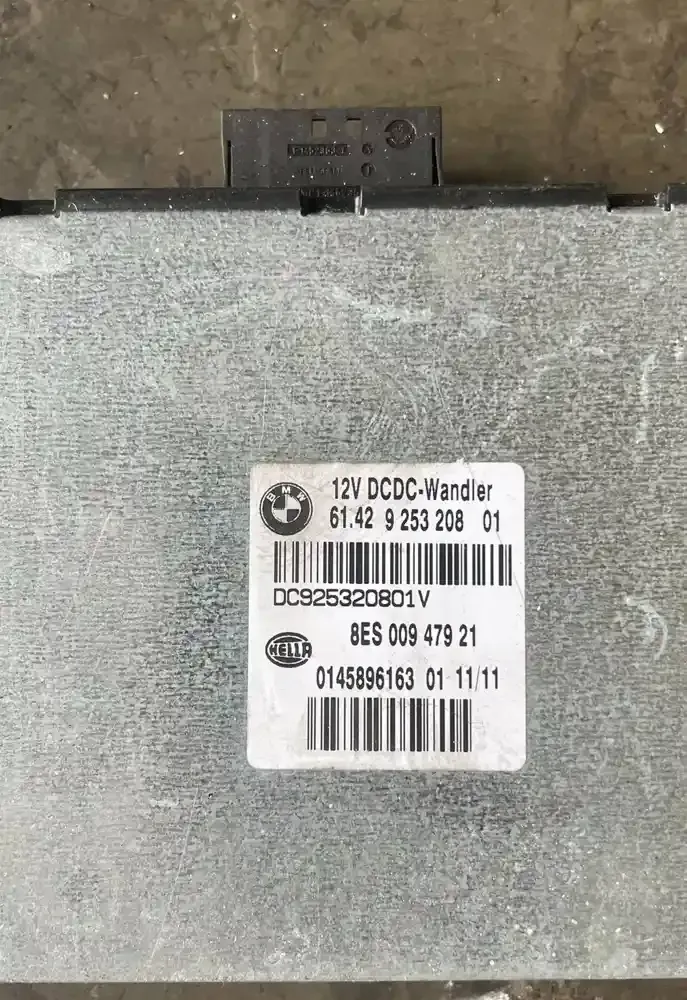 BMW
12V DCDC-Wandler
61.42 9 253 208 01
DC925320801V
8ES 009 479 21
HELLA
0145896163 01 11/11